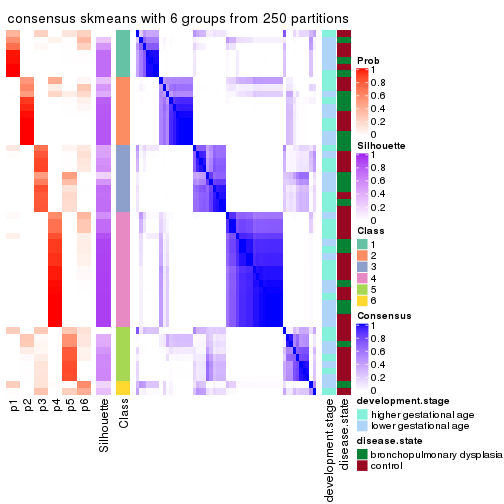 consensus skmeans with 6 groups from 250 partitions
Prob
1
0.8
0.6
0.4
0.2
0
Silhouette
1
0.8
0.6
0.4
0.2
0
Class
1
2
3
4
5
6
Consensus
1
0.8
0.6
0.4
0.2
0
development.stage
higher gestational age
lower gestational age
disease.state
bronchopulmonary dysplasia
control
p1
p2
p3
p4
p5
p6
Silhouette
Class
development.stage
disease.state